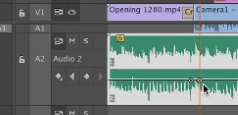 V1 Opening 1280.mp4 Camera1 -
A1
M S
A2 Audio 2
M S